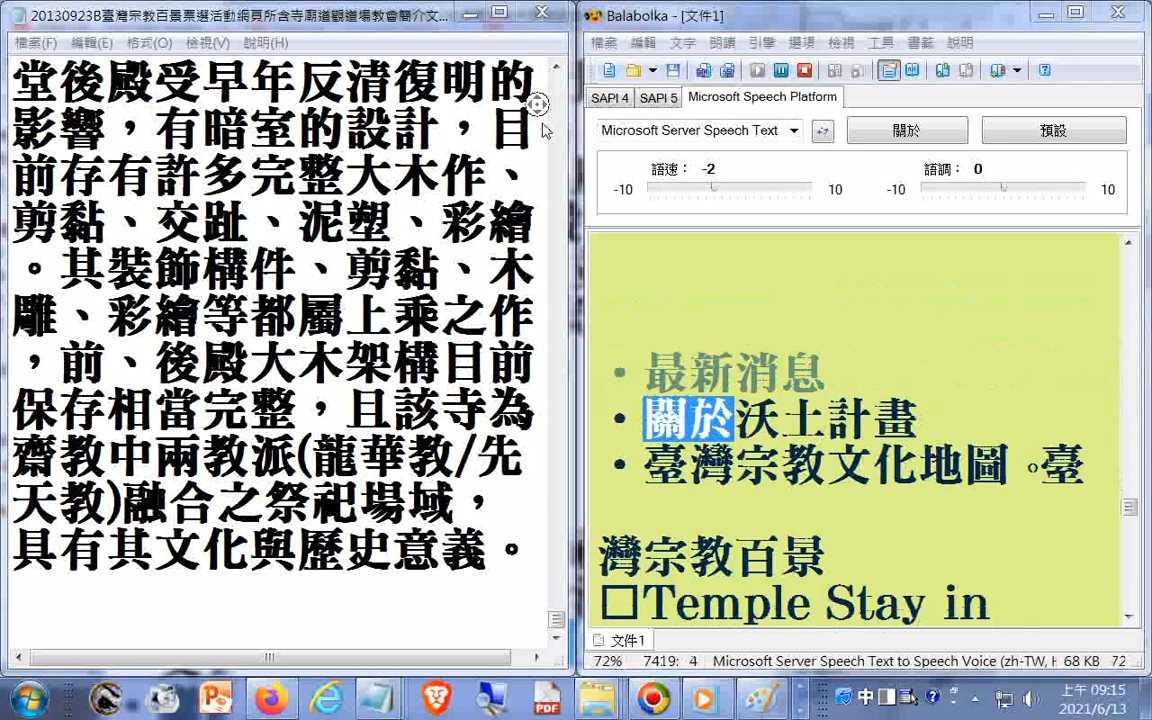 20130923B臺灣宗教百景票選活動網頁所含寺廟道觀道場教會簡介文...
檔案(F) 編輯(E) 格式(O) 檢視(V) 說明(H)
堂後殿受早年反清復明的
影響，有暗室的設計，目
前存有許多完整大木作、
剪黏、交趾、泥塑、彩繪
。其裝飾構件、剪黏、木
雕、彩繪等都屬上乘之作
，前、後殿大木架構目前
保存相當完整，且該寺為
齋教中兩教派(龍華教/先
天教)融合之祭祀場域，
具有其文化與歷史意義。
Balabolka - [文件1]
檔案 編輯 文字 朗讀 引擎 選項 檢視 工具 書籤 說明
SAPI 4 SAPI 5 Microsoft Speech Platform
Microsoft Server Speech Text 關於 預設
語速： -2 語調： 0
-10 10 -10 10
• 最新消息
• 關於沃土計畫
• 臺灣宗教文化地圖。臺
灣宗教百景
□Temple Stay in
文件1
72% 7419: 4 Microsoft Server Speech Text to Speech Voice (zh-TW, H 68 KB 72
PDF
中
上午 09:15
2021/6/13